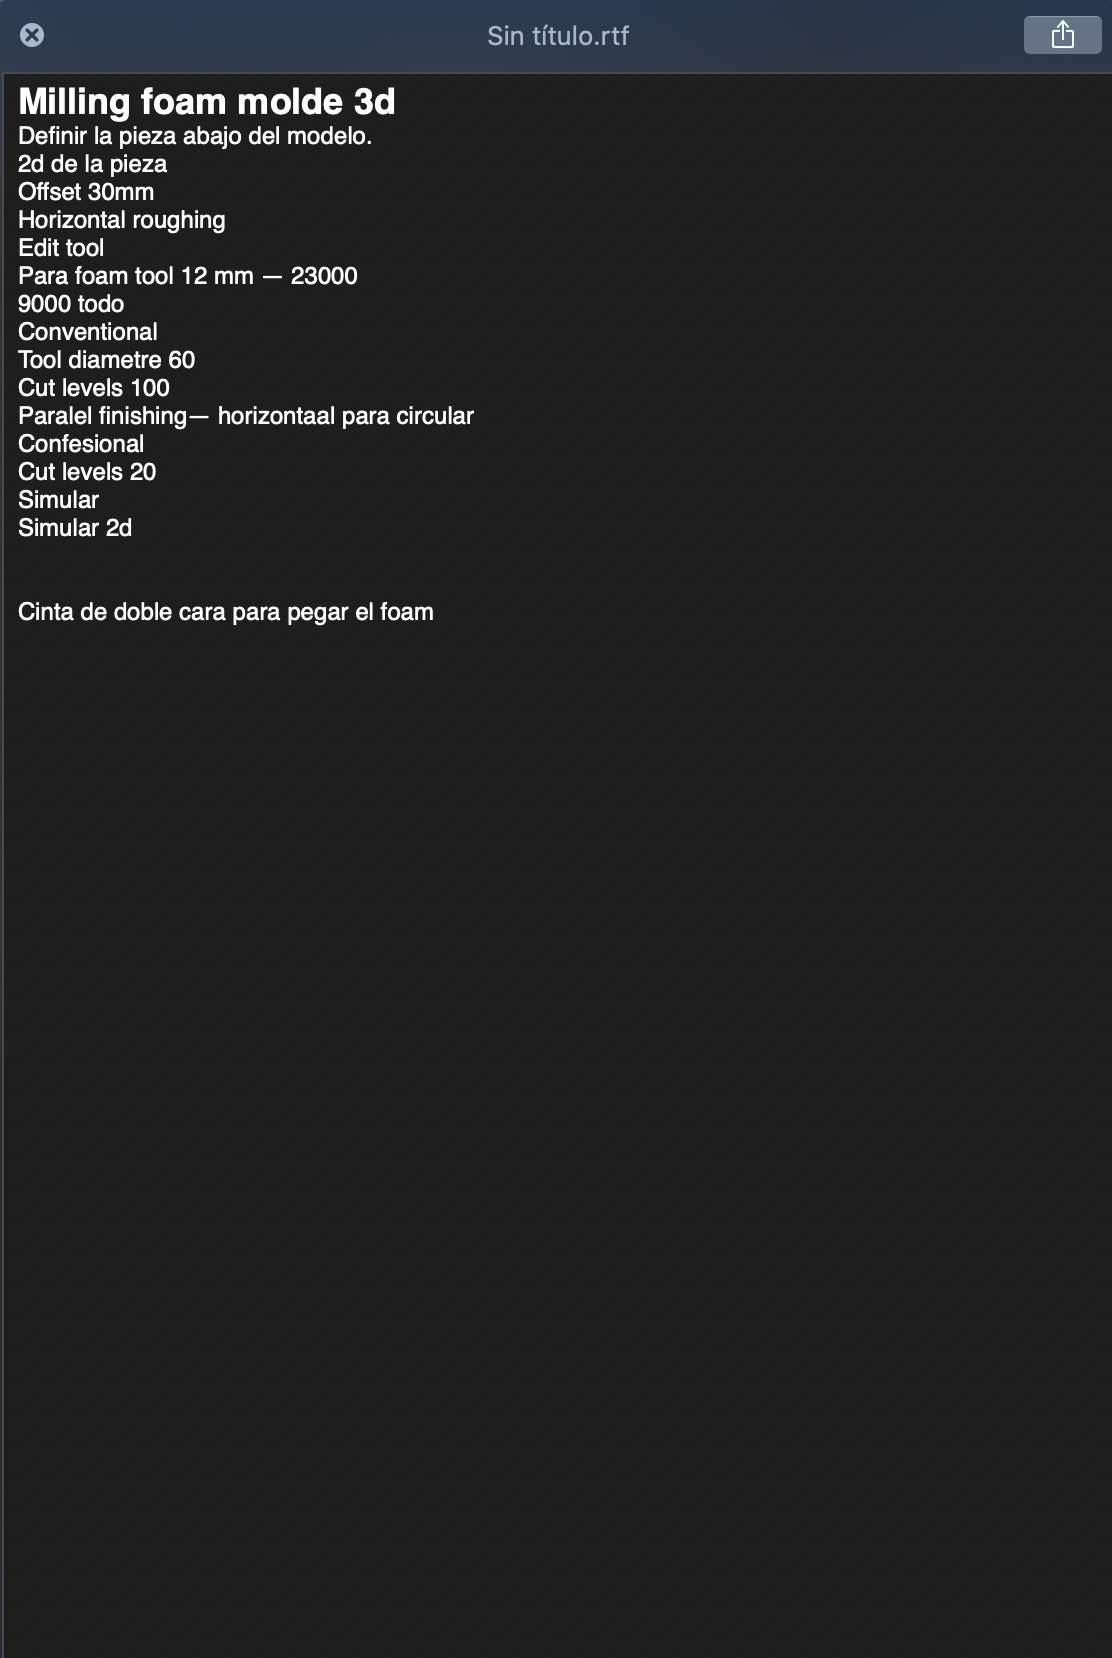 Sin título.rtf
Milling foam molde 3d
Definir la pieza abajo del modelo.
2d de la pieza
Offset 30mm
Horizontal roughing
Edit tool
Para foam tool 12 mm — 23000
9000 todo
Conventional
Tool diametre 60
Cut levels 100
Paralel finishing— horizontaal para circular
Confesional
Cut levels 20
Simular
Simular 2d
Cinta de doble cara para pegar el foam